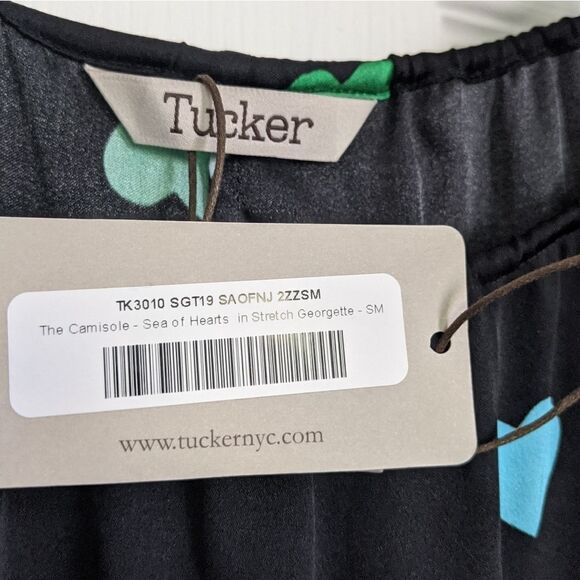 Tucker
TK3010 SGT19 SAOFNJ 2ZZSM
The Camisole - Sea of Hearts in Stretch Georgette - SM
www.tuckernyc.com